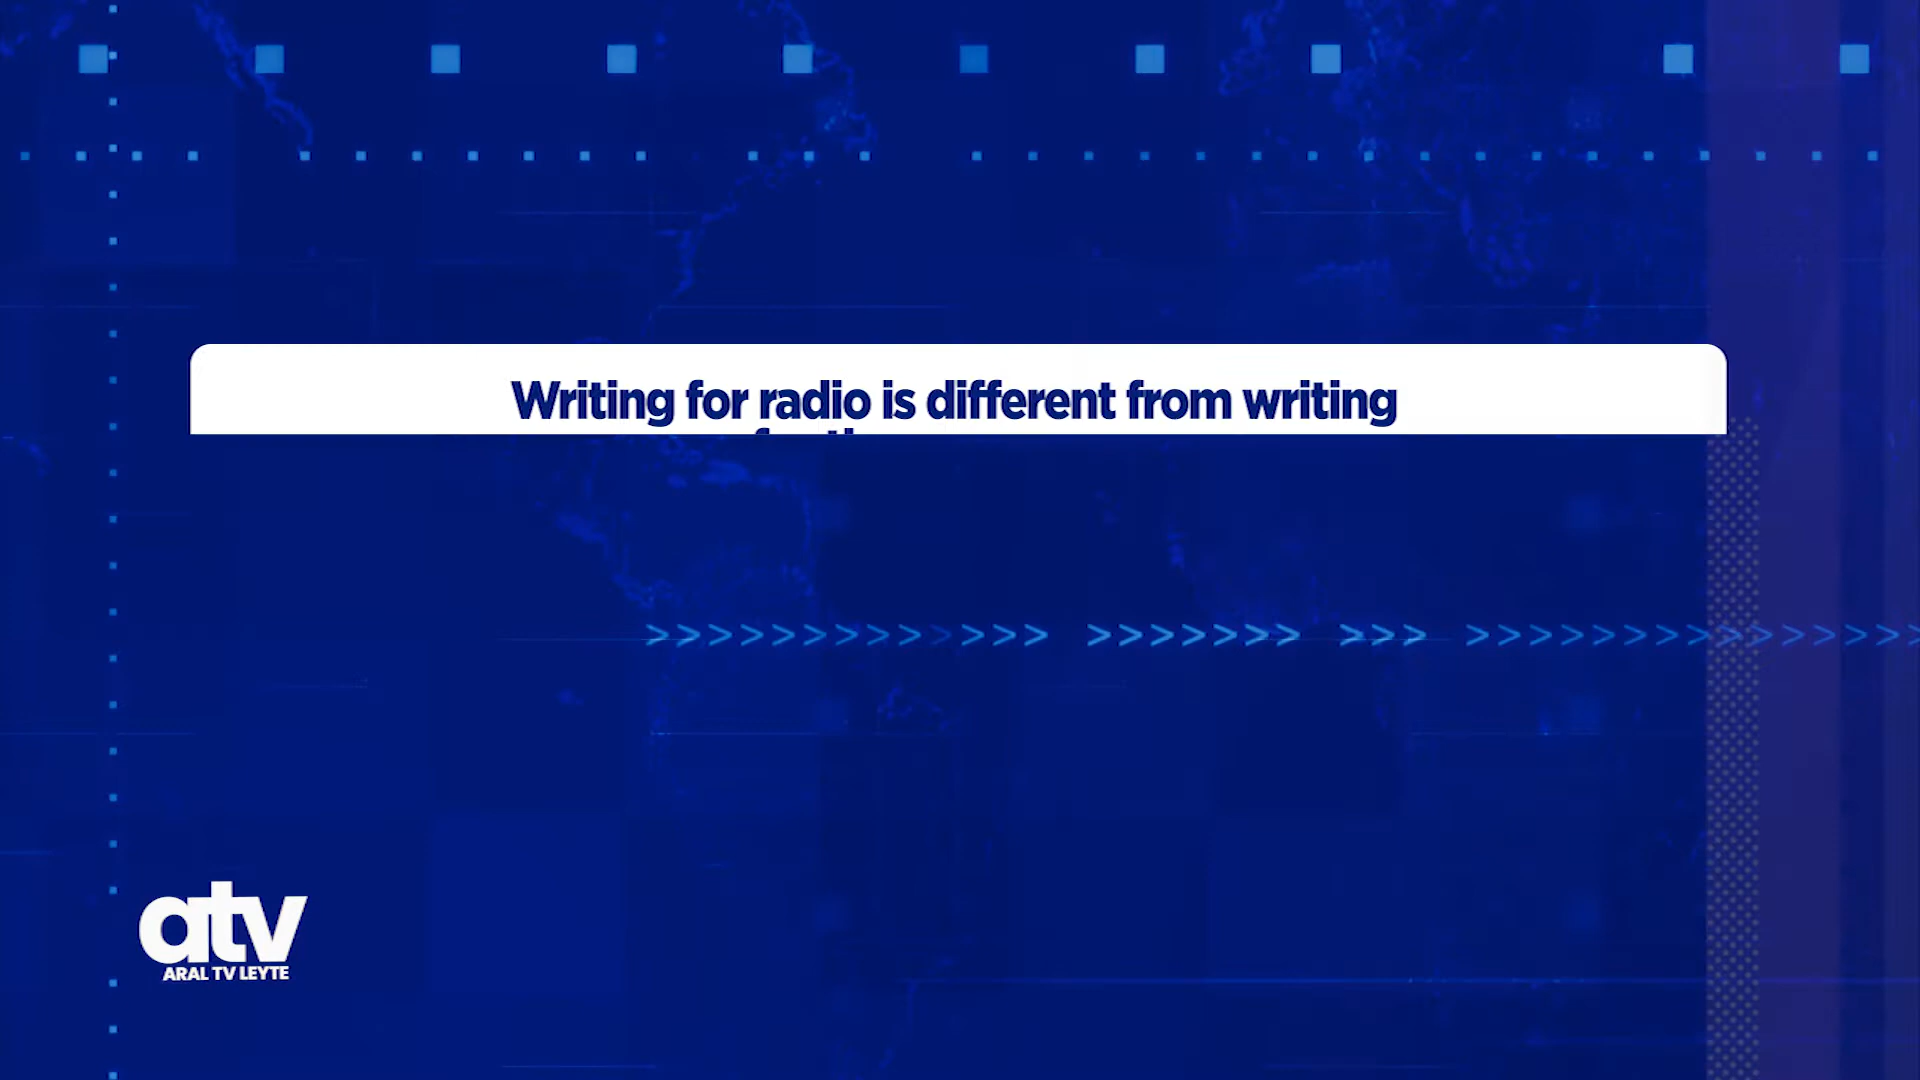 Writing for radio is different from writing
atv
ARAL TV LEYTE